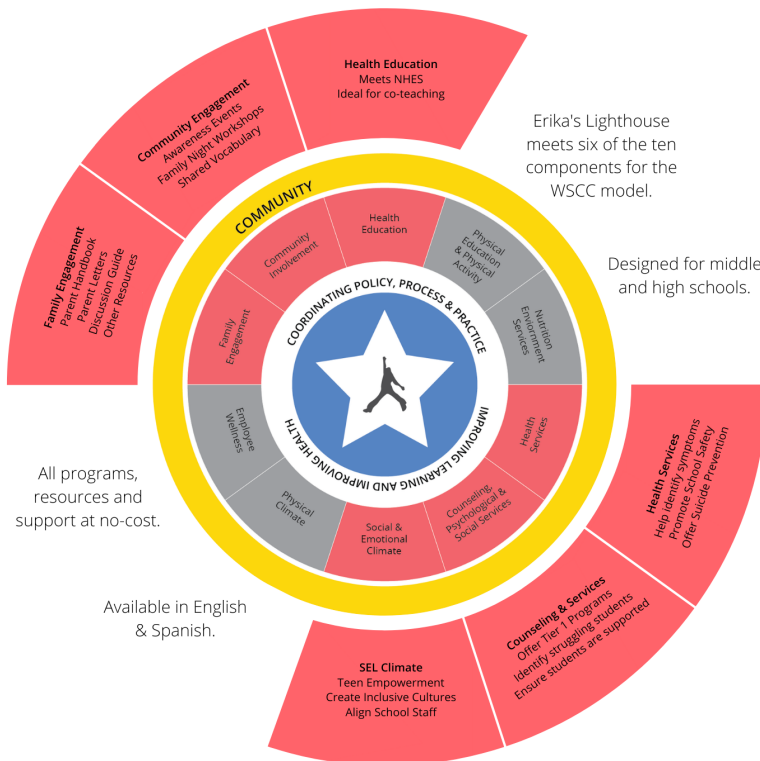 Health Education
Meets NHES
Ideal for co-teaching
Community Engagement
Awareness Events
Family Night Workshops
Shared Vocabulary
Family Engagement
Parent Handbook
Parent Letters
Discussion Guide
Other Resources
Erika's Lighthouse
meets six of the ten
components for the
WSCC model.
Designed for middle
and high schools.
COMMUNITY
Health
Education
Physical
Education
& Physical
Activity
Nutrition
Enviornment
Services
Health
Services
Counseling,
Psychological &
Social Services
Social &
Emotional
Climate
Physical
Climate
Employee
Wellness
Family
Engagement
Community
Involvement
COORDINATING POLICY, PROCESS & PRACTICE
IMPROVING LEARNING AND IMPROVING HEALTH
Health Services
Help identify symptoms
Promote School Safety
Offer Suicide Prevention
Counseling & Services
Offer Tier 1 Programs
Identify struggling students
Ensure students are supported
SEL Climate
Teen Empowerment
Create Inclusive Cultures
Align School Staff
All programs,
resources and
support at no-cost.
Available in English
& Spanish.